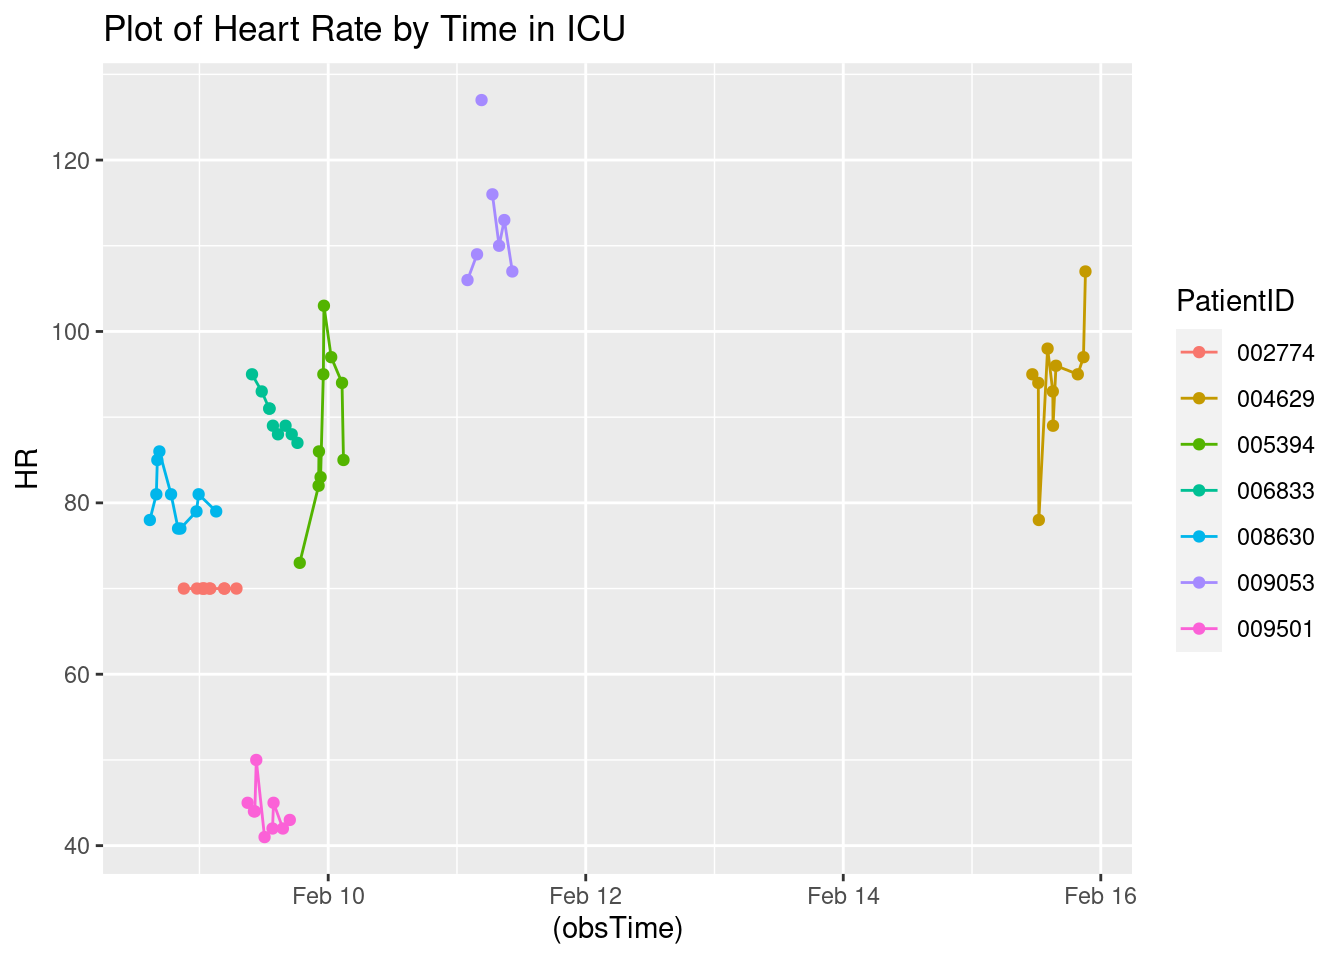 Plot of Heart Rate by Time in ICU
HR
120
100
80
60
40
Feb 10
Feb 12
Feb 14
Feb 16
(obsTime)
PatientID
002774
004629
005394
006833
008630
009053
009501